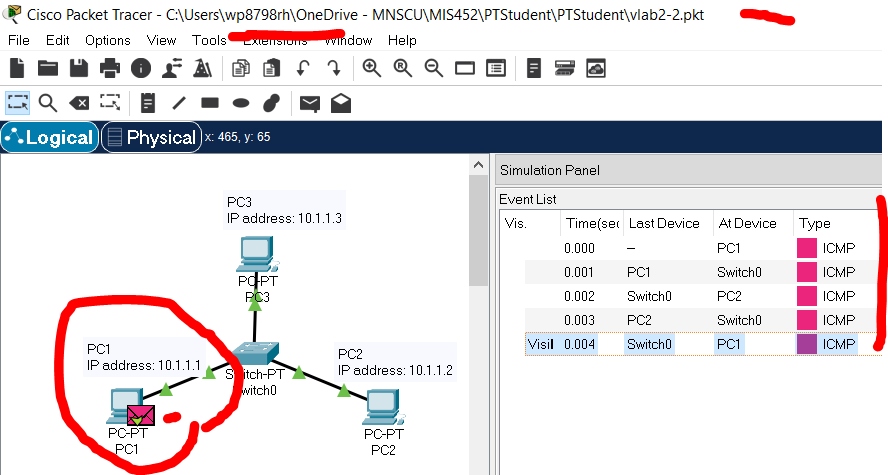 Cisco Packet Tracer - C:\Users\wp8798rh\OneDrive - MNSCU\MIS452\PTStudent\PTStudent\vlab2-2.pkt
File Edit Options View Tools Extensions Window Help
Logical Physical x: 465, y: 65
Simulation Panel
Event List
Vis. Time(sec Last Device At Device Type
0.000 -- PC1 ICMP
0.001 PC1 Switch0 ICMP
0.002 Switch0 PC2 ICMP
0.003 PC2 Switch0 ICMP
Visil 0.004 Switch0 PC1 ICMP
PC3
IP address: 10.1.1.3
PC-PT
PC3
PC1
IP address: 10.1.1.1
PC-PT
PC1
Switch-PT
Switch0
PC2
IP address: 10.1.1.2
PC-PT
PC2